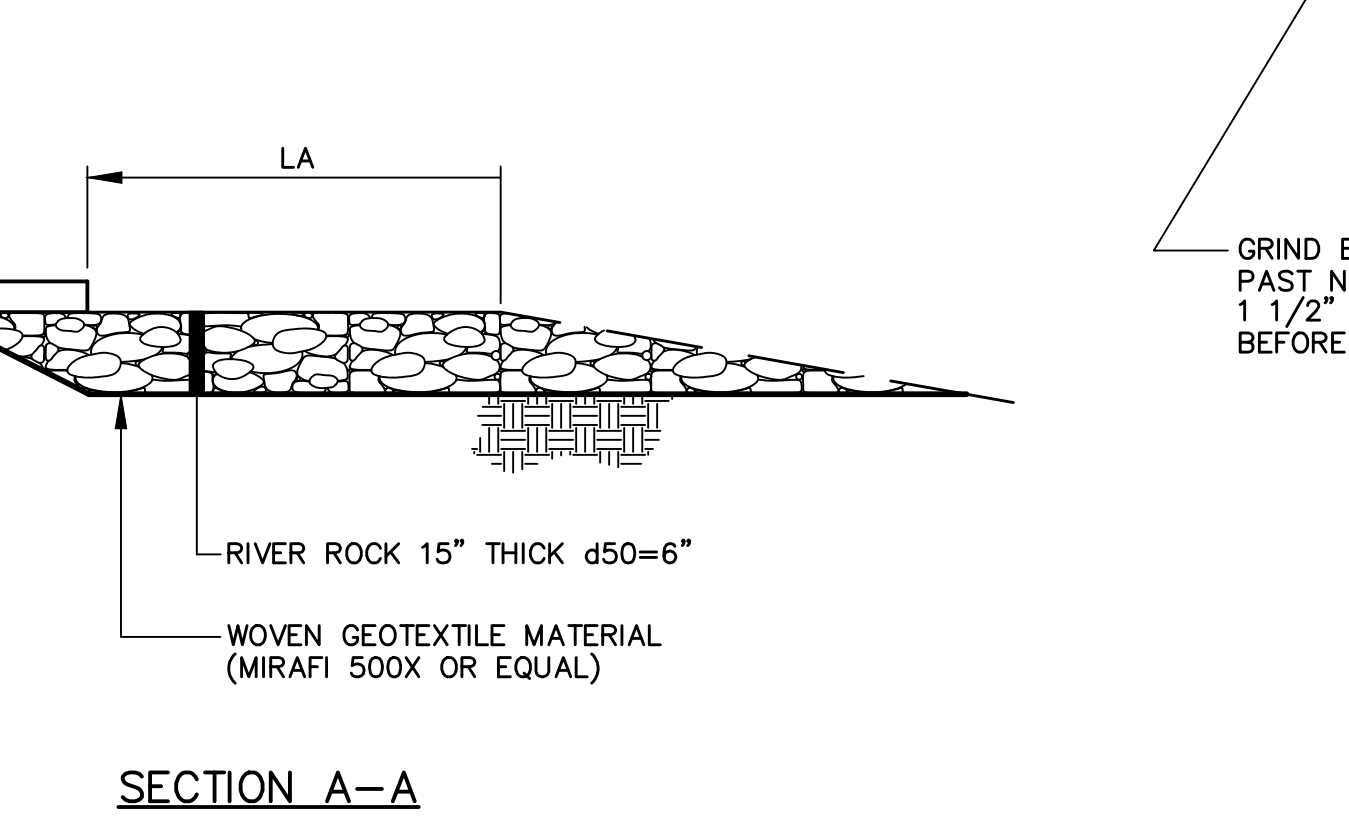 LA
GRIND
PAST
1 1/2”
BEFORE
RIVER ROCK 15” THICK d50=6”
WOVEN GEOTEXTILE MATERIAL
(MIRAFI 500X OR EQUAL)
SECTION A–A